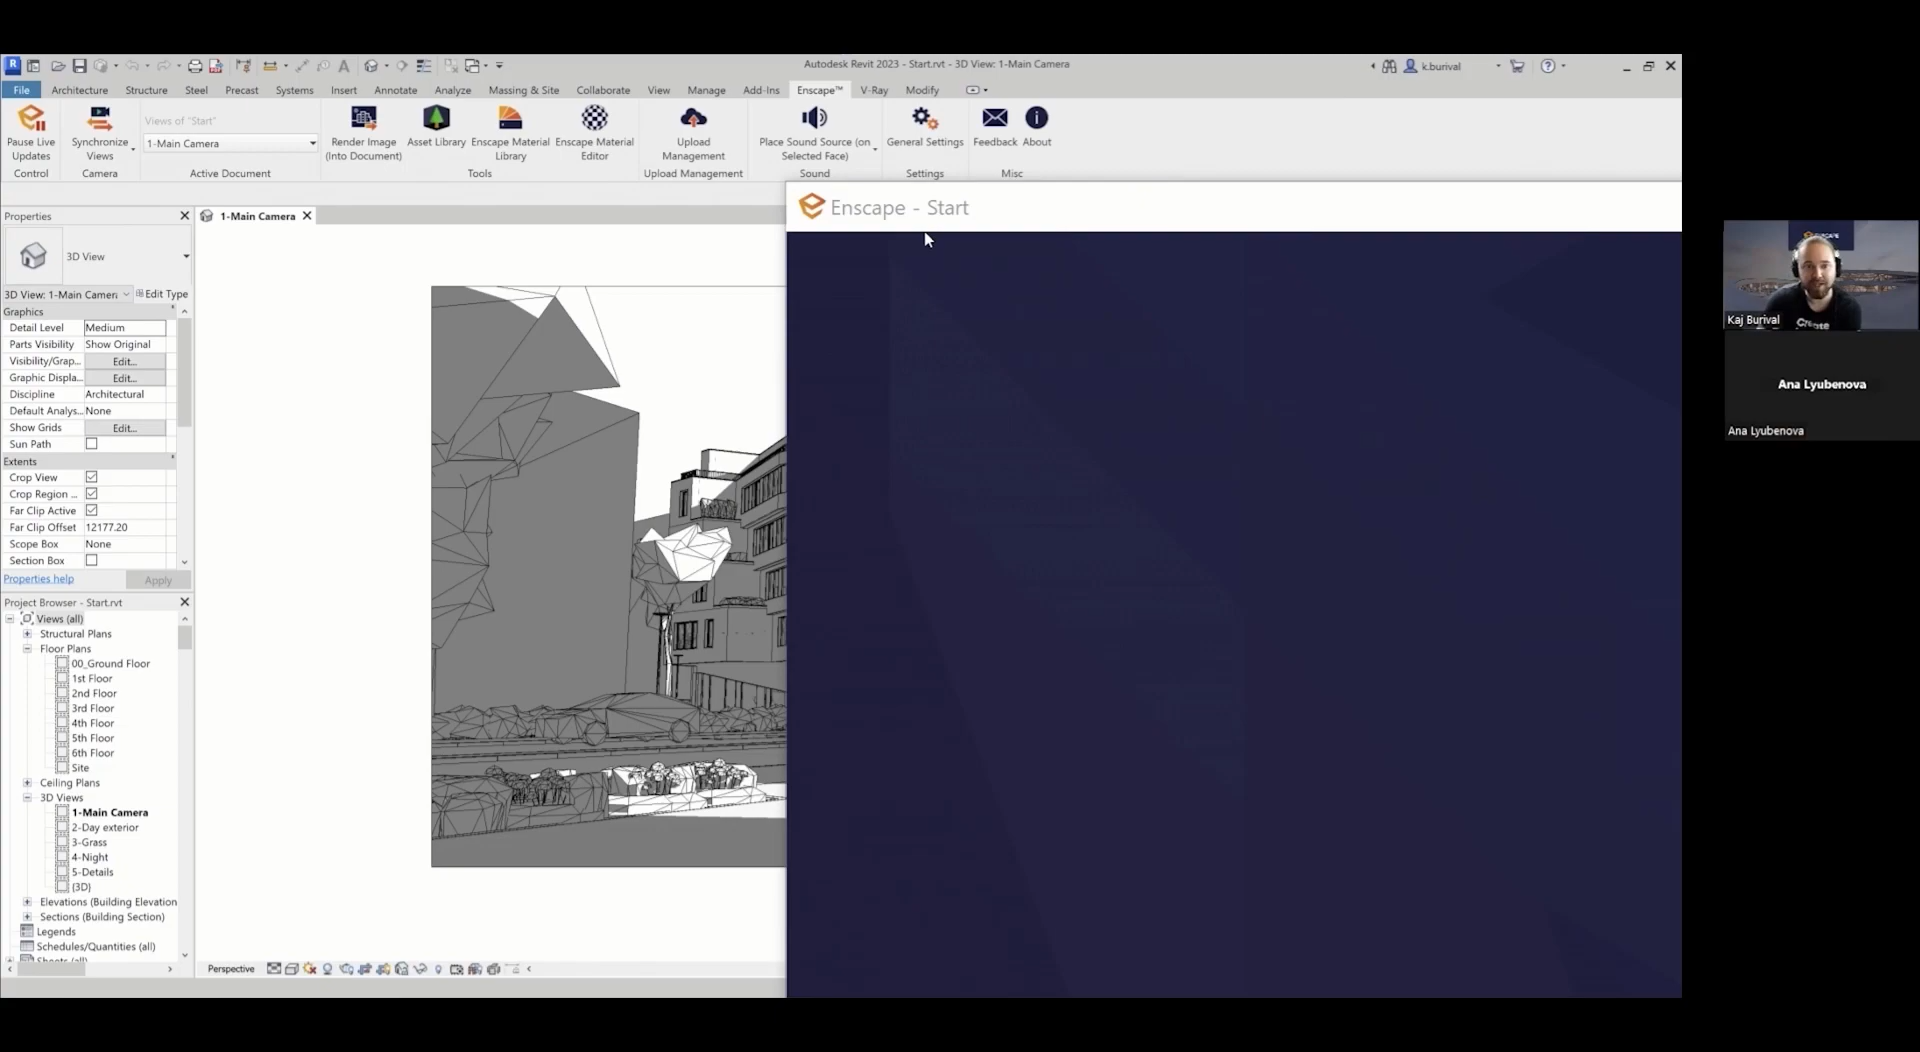 Autodesk Revit 2023 - Start.rvt - 3D View: 1-Main Camera
k.burival
File
Architecture
Structure
Steel
Precast
Systems
Insert
Annotate
Analyze
Massing & Site
Collaborate
View
Manage
Add-Ins
Enscape™
V-Ray
Modify
Pause Live
Updates
Control
Synchronize
Views
Camera
Views of "Start"
1-Main Camera
Active Document
Render Image
(Into Document)
Asset Library
Enscape Material
Library
Enscape Material
Editor
Tools
Upload
Management
Upload Management
Place Sound Source (on
Selected Face)
Sound
General Settings
Settings
Feedback
About
Misc
Properties
1-Main Camera
Enscape - Start
3D View
3D View: 1-Main Camera
Edit Type
Graphics
Detail Level Medium
Parts Visibility Show Original
Visibility/Grap... Edit...
Graphic Displa... Edit...
Discipline Architectural
Default Analys... None
Show Grids Edit...
Sun Path
Extents
Crop View
Crop Region ...
Far Clip Active
Far Clip Offset 12177.20
Scope Box None
Section Box
Properties help
Apply
Project Browser - Start.rvt
Views (all)
Structural Plans
Floor Plans
00_Ground Floor
1st Floor
2nd Floor
3rd Floor
4th Floor
5th Floor
6th Floor
Site
Ceiling Plans
3D Views
1-Main Camera
2-Day exterior
3-Grass
4-Night
5-Details
{3D}
Elevations (Building Elevation
Sections (Building Section)
Legends
Schedules/Quantities (all)
Sheets (all)
Perspective
Create
Kaj Burival
Ana Lyubenova
Ana Lyubenova